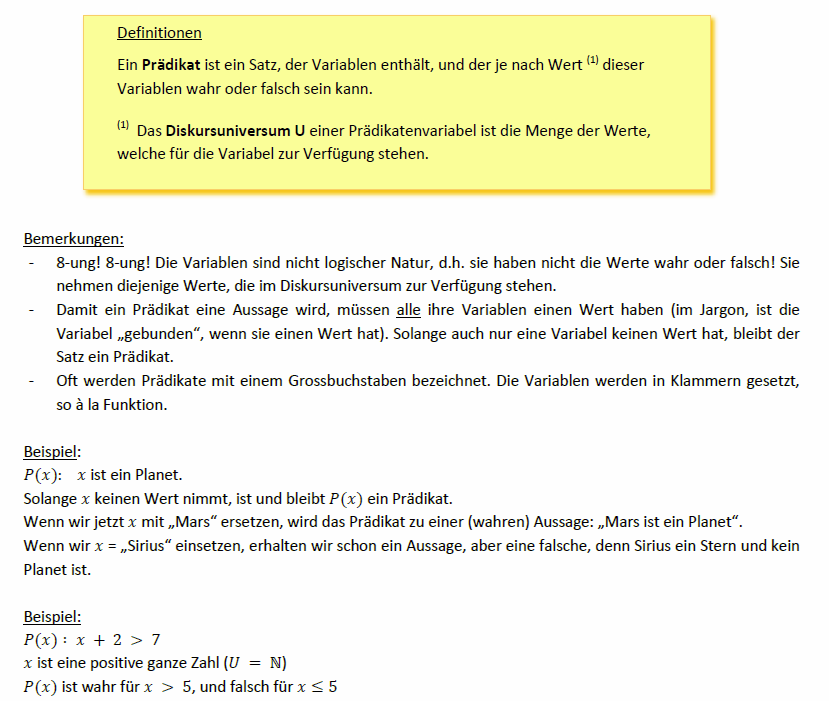 Definitionen
Ein Prädikat ist ein Satz, der Variablen enthält, und der je nach Wert (1) dieser
Variablen wahr oder falsch sein kann.
(1) Das Diskursuniversum U einer Prädikatenvariabel ist die Menge der Werte,
welche für die Variabel zur Verfügung stehen.
Bemerkungen:
- 8-ung! 8-ung! Die Variablen sind nicht logischer Natur, d.h. sie haben nicht die Werte wahr oder falsch! Sie
nehmen diejenige Werte, die im Diskursuniversum zur Verfügung stehen.
- Damit ein Prädikat eine Aussage wird, müssen alle ihre Variablen einen Wert haben (im Jargon, ist die
Variabel „gebunden“, wenn sie einen Wert hat). Solange auch nur eine Variabel keinen Wert hat, bleibt der
Satz ein Prädikat.
- Oft werden Prädikate mit einem Grossbuchstaben bezeichnet. Die Variablen werden in Klammern gesetzt,
so à la Funktion.
Beispiel:
P(x): x ist ein Planet.
Solange x keinen Wert nimmt, ist und bleibt P(x) ein Prädikat.
Wenn wir jetzt x mit „Mars“ ersetzen, wird das Prädikat zu einer (wahren) Aussage: „Mars ist ein Planet“.
Wenn wir x = „Sirius“ einsetzen, erhalten wir schon ein Aussage, aber eine falsche, denn Sirius ein Stern und kein
Planet ist.
Beispiel:
P(x) : x + 2 > 7
x ist eine positive ganze Zahl (U = ℕ)
P(x) ist wahr für x > 5, und falsch für x ≤ 5